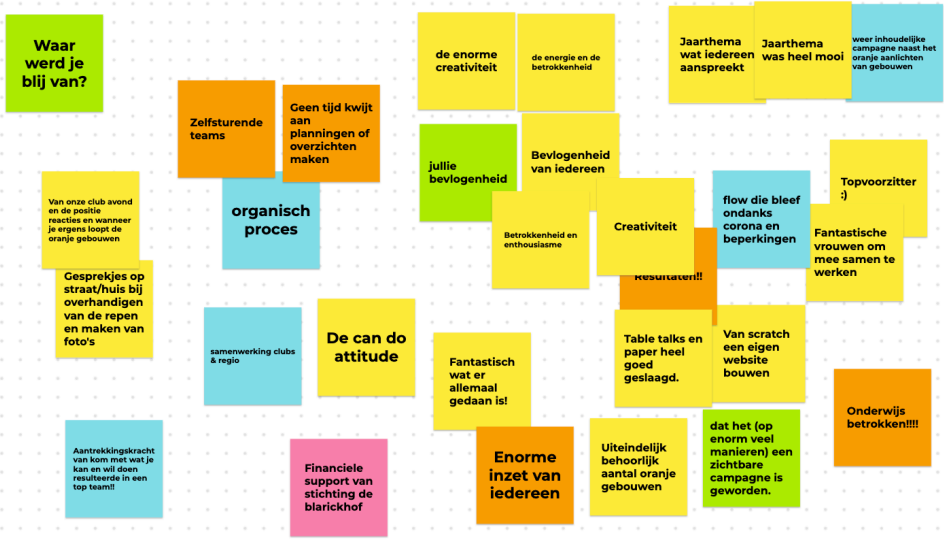 Waar
werd je
blij van?
de enorme
creativiteit
de energie en de
betrokkenheid
Jaarthema
wat iedereen
aanspreekt
Jaarthema
was heel mooi
weer inhoudelijke
campagne naast het
oranje aanlichten
van gebouwen
Zelfsturende
teams
Geen tijd kwijt
aan
planningen of
overzichten
maken
organisch
proces
jullie
bevlogenheid
Bevlogenheid
van iedereen
Betrokkenheid en
enthousiasme
Creativiteit
Resultaten!!
flow die bleef
ondanks
corona en
beperkingen
Topvoorzitter
:)
Fantastische
vrouwen om
mee samen te
werken
Van onze club avond
en de positie
reacties en wanneer
je ergens loopt de
oranje gebouwen
Gesprekjes op
straat/huis bij
overhandigen
van de repen
en maken van
foto's
samenwerking clubs
& regio
De can do
attitude
Fantastisch
wat er
allemaal
gedaan is!
Table talks en
paper heel
goed
geslaagd.
Van scratch
een eigen
website
bouwen
Onderwijs
betrokken!!!!
Aantrekkingskracht
van kom met wat je
kan en wil doen
resulteerde in een
top team!!
Financiele
support van
stichting de
blarickhof
Enorme
inzet van
iedereen
Uiteindelijk
behoorlijk
aantal oranje
gebouwen
dat het (op
enorm veel
manieren) een
zichtbare
campagne is
geworden.